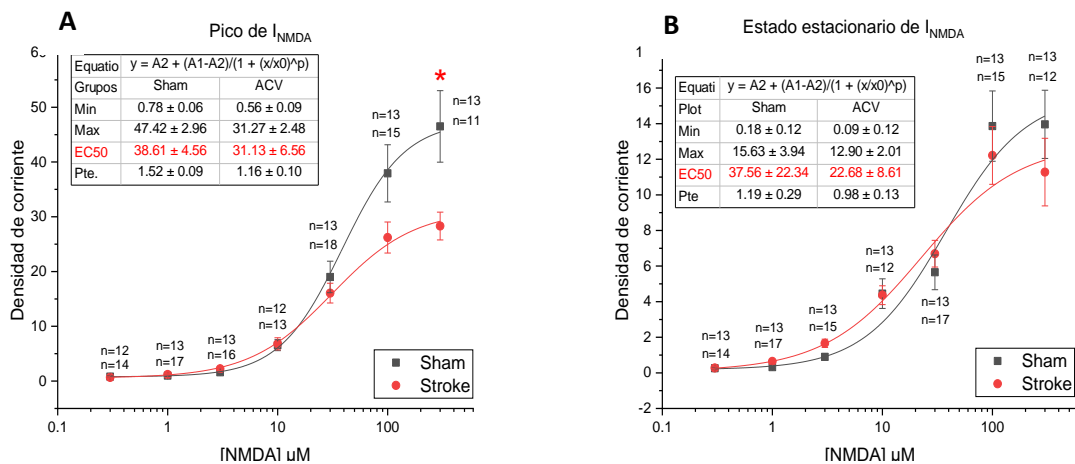 A
Pico de I_NMDA
Equatio y = A2 + (A1-A2)/(1 + (x/x0)^p)
Grupos Sham ACV
Min 0.78 ± 0.06 0.56 ± 0.09
Max 47.42 ± 2.96 31.27 ± 2.48
EC50 38.61 ± 4.56 31.13 ± 6.56
Pte. 1.52 ± 0.09 1.16 ± 0.10
*
n=13
n=11
n=13
n=15
n=13
n=18
n=12
n=13
n=13
n=16
n=13
n=17
n=12
n=14
Densidad de corriente
50
40
30
20
10
0
Sham
Stroke
0.1 1 10 100
[NMDA] µM
B
Estado estacionario de I_NMDA
Equati y = A2 + (A1-A2)/(1 + (x/x0)^p)
Plot Sham ACV
Min 0.18 ± 0.12 0.09 ± 0.12
Max 15.63 ± 3.94 12.90 ± 2.01
EC50 37.56 ± 22.34 22.68 ± 8.61
Pte 1.19 ± 0.29 0.98 ± 0.13
n=13
n=15
n=13
n=12
n=13
n=12
n=13
n=17
n=13
n=15
n=13
n=17
n=13
n=14
Densidad de corriente
14
12
10
8
6
4
2
0
-2
Sham
Stroke
0.1 1 10 100
[NMDA] µM